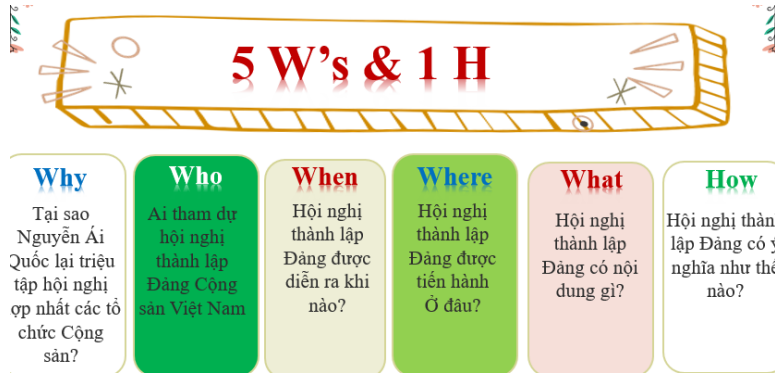 5 W's & 1 H
Why
Tại sao
Nguyễn Ái
Quốc lại triệu
tập hội nghị
ợp nhất các tổ
chức Cộng
sản?
Who
Ai tham dự
hội nghị
thành lập
Đảng Cộng
sản Việt Nam
When
Hội nghị
thành lập
Đảng được
diễn ra khi
nào?
Where
Hội nghị
thành lập
Đảng được
tiến hành
Ở đâu?
What
Hội nghị
thành lập
Đảng có nội
dung gì?
How
Hội nghị thàn
lập Đảng có ý
nghĩa như thế
nào?